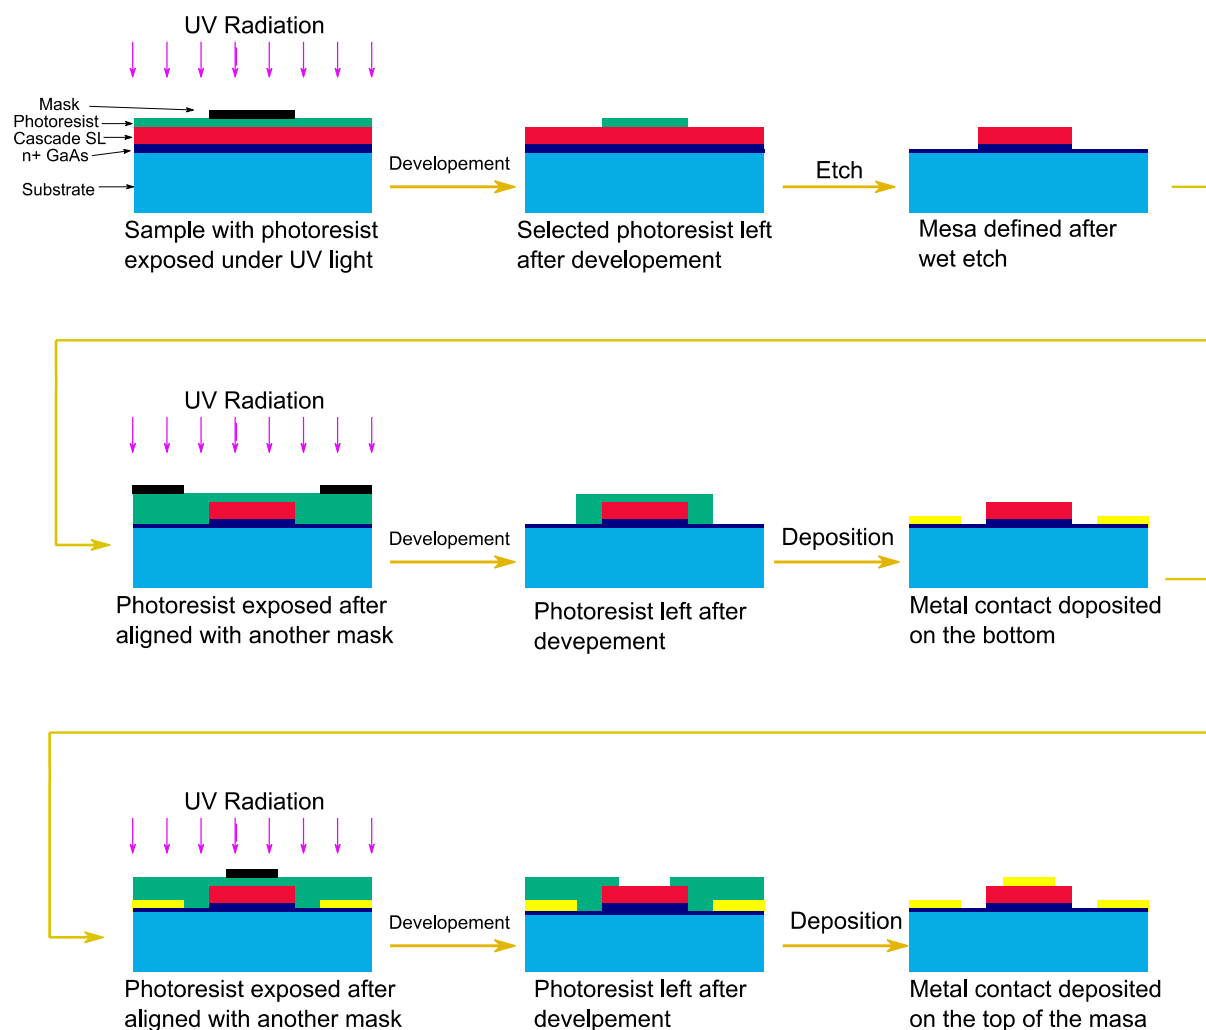 UV Radiation
Mask
Photoresist
Cascade SL
n+ GaAs
Substrate
Developement
Etch
Sample with photoresist
exposed under UV light
Selected photoresist left
after developement
Mesa defined after
wet etch
UV Radiation
Developement
Deposition
Photoresist exposed after
aligned with another mask
Photoresist left after
devepement
Metal contact doposited
on the bottom
UV Radiation
Developement
Deposition
Photoresist exposed after
aligned with another mask
Photoresist left after
develpement
Metal contact deposited
on the top of the masa